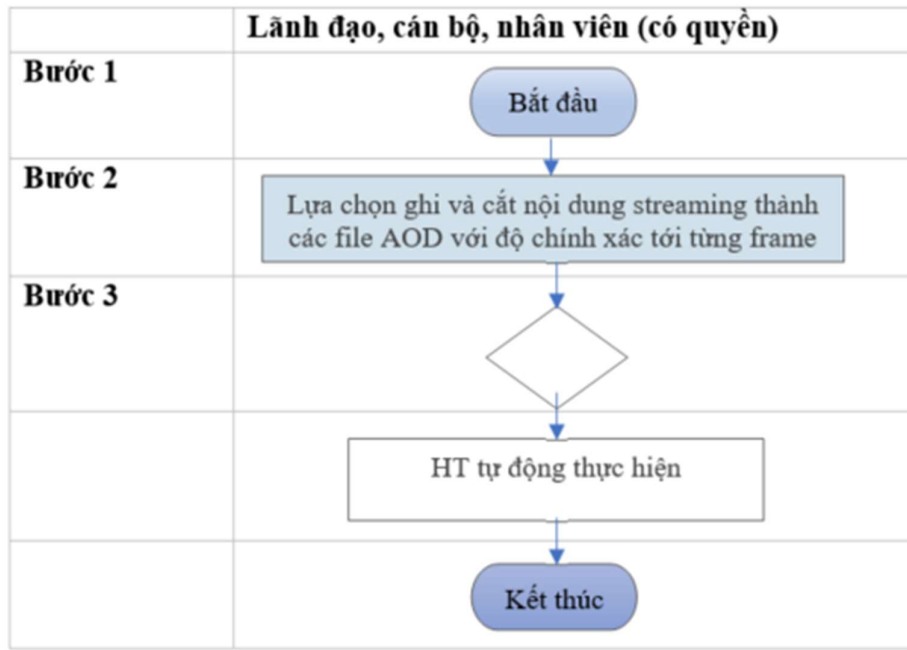 Lãnh đạo, cán bộ, nhân viên (có quyền)
Bước 1
Bắt đầu
Bước 2
Lựa chọn ghi và cắt nội dung streaming thành
các file AOD với độ chính xác tới từng frame
Bước 3
HT tự động thực hiện
Kết thúc